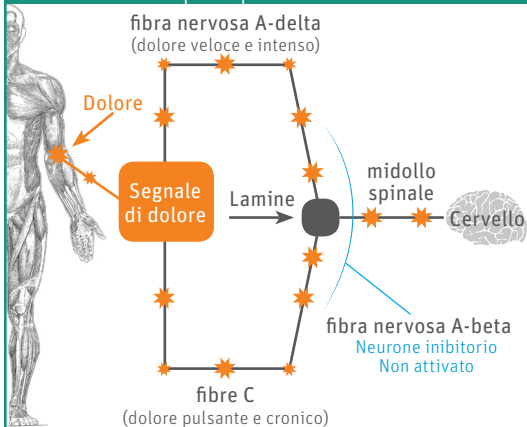 fibra nervosa A-delta
(dolore veloce e intenso)
Dolore
Segnale
di dolore
Lamine
midollo
spinale
Cervello
fibra nervosa A-beta
Neurone inibitorio
Non attivato
fibre C
(dolore pulsante e cronico)